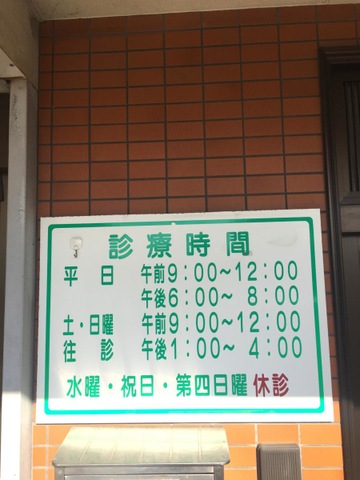 診療時間
平日 午前9:00～12:00
午後6:00～ 8:00
土・日曜 午前9:00～12:00
往診 午後1:00～ 4:00
水曜・祝日・第四日曜休診